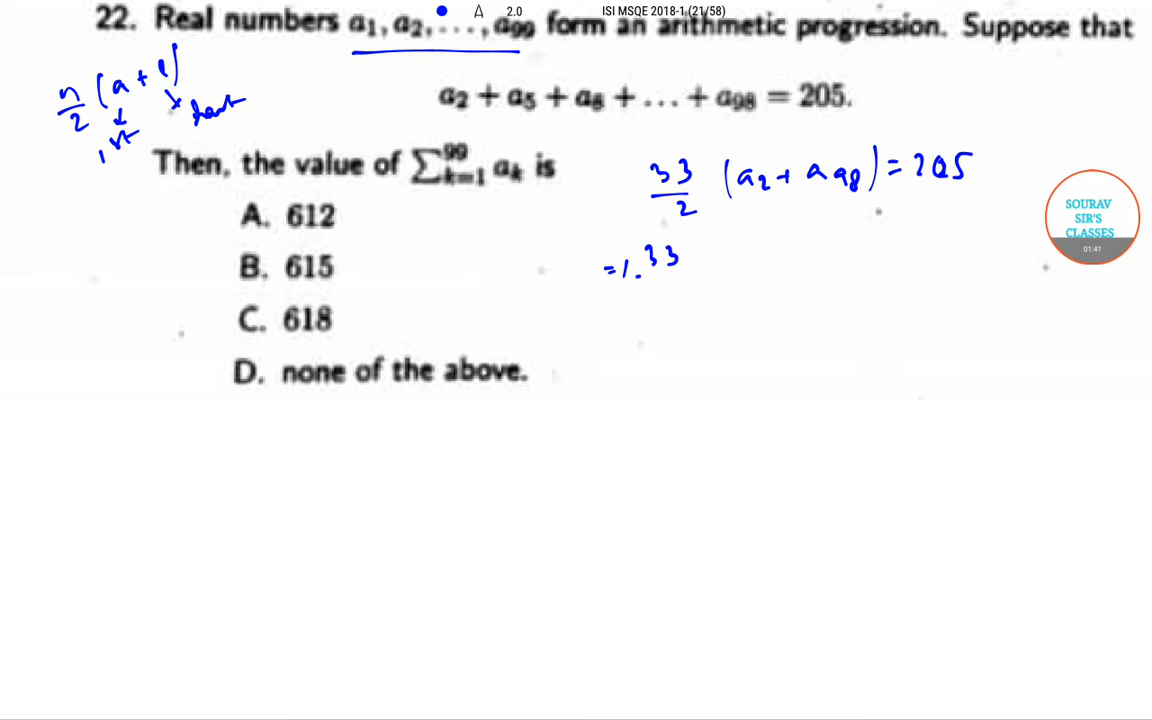 A 2.0 ISI MSQE 2018-1 (21/58)
22. Real numbers a₁, a₂, . . . , a₉₉ form an arithmetic progression. Suppose that
n/2 (a + l)
1st last
a₂ + a₅ + a₈ + . . . + a₉₈ = 205.
Then, the value of ∑⁹⁹ₖ₌₁ aₖ is
33/2 (a₂ + a₉₈) = 205
= 1.33
A. 612
B. 615
C. 618
D. none of the above.
SOURAV
SIR'S
CLASSES
01:41